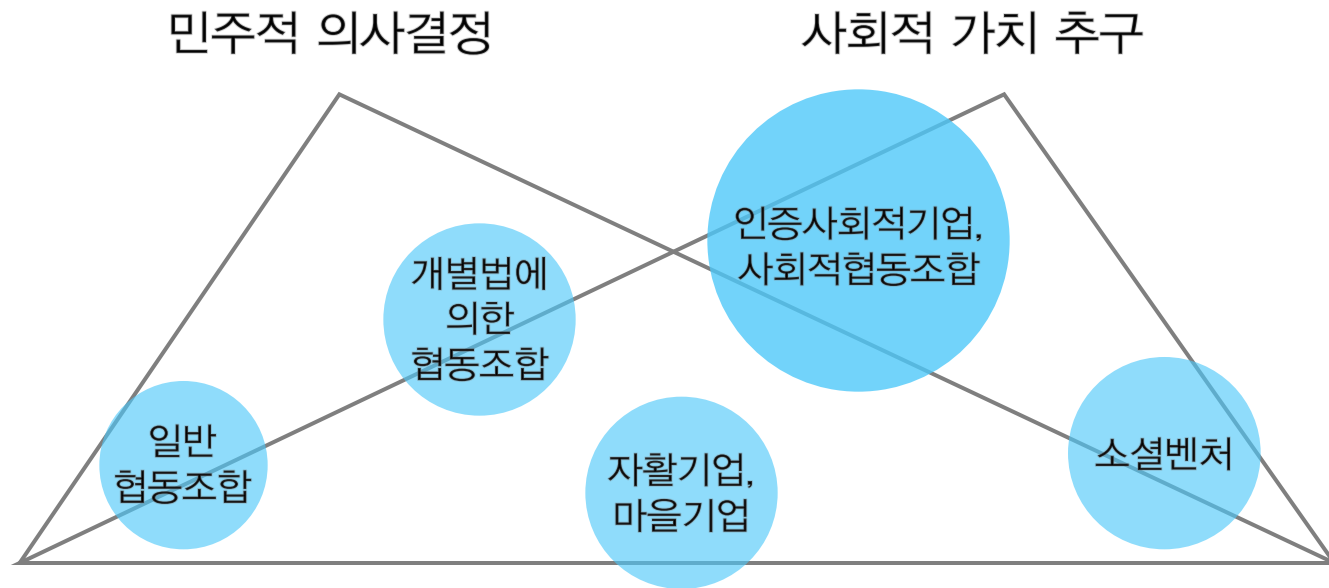 민주적 의사결정
사회적 가치 추구
인증사회적기업,
사회적협동조합
개별법에
의한
협동조합
일반
협동조합
자활기업,
마을기업
소셜벤처